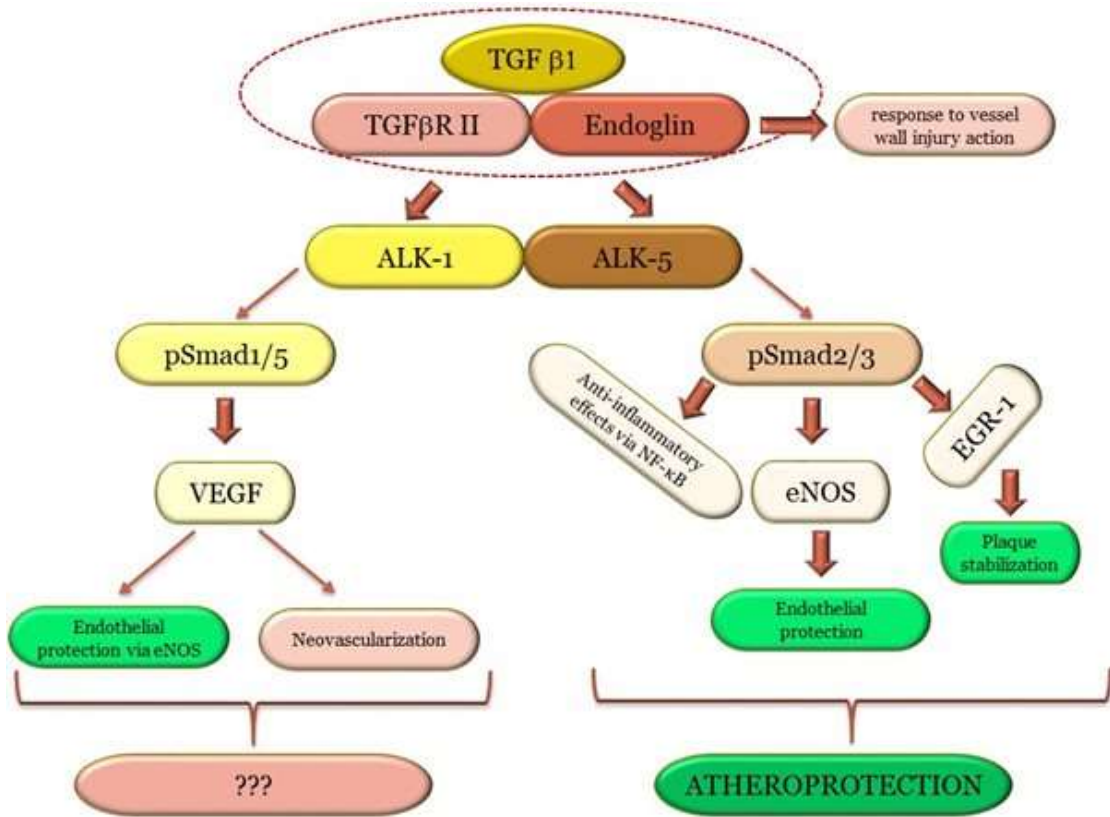 TGF β1
TGFβR II
Endoglin
response to vessel
wall injury action
ALK-1
ALK-5
pSmad1/5
pSmad2/3
Anti-inflammatory
effects via NF-κB
EGR-1
VEGF
eNOS
Plaque
stabilization
Endothelial
protection via eNOS
Neovascularization
Endothelial
protection
???
ATHEROPROTECTION